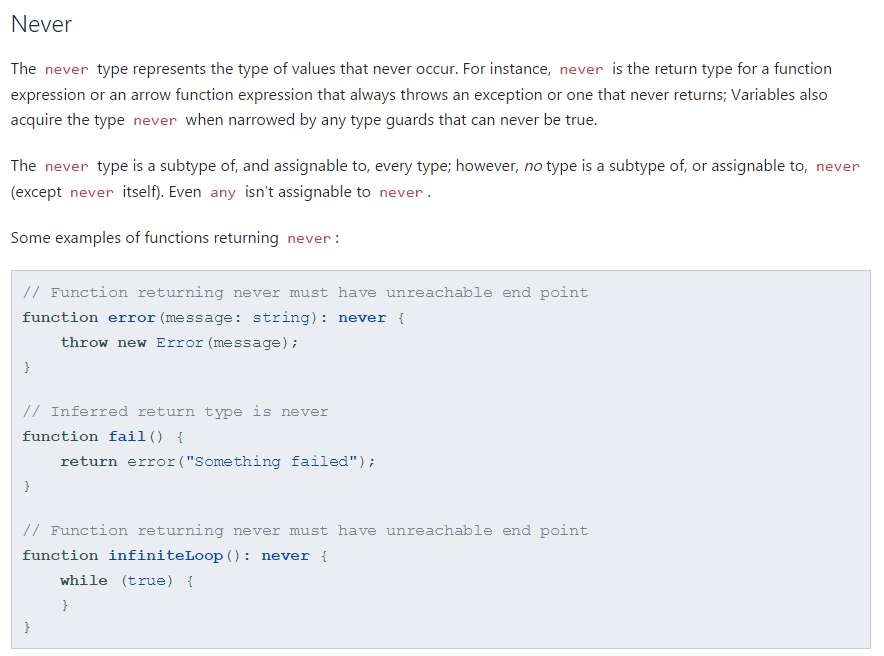 Never
The never type represents the type of values that never occur. For instance, never is the return type for a function
expression or an arrow function expression that always throws an exception or one that never returns; Variables also
acquire the type never when narrowed by any type guards that can never be true.
The never type is a subtype of, and assignable to, every type; however, no type is a subtype of, or assignable to, never
(except never itself). Even any isn’t assignable to never.
Some examples of functions returning never:
// Function returning never must have unreachable end point
function error(message: string): never {
    throw new Error(message);
}
// Inferred return type is never
function fail() {
    return error("Something failed");
}
// Function returning never must have unreachable end point
function infiniteLoop(): never {
    while (true) {
    }
}